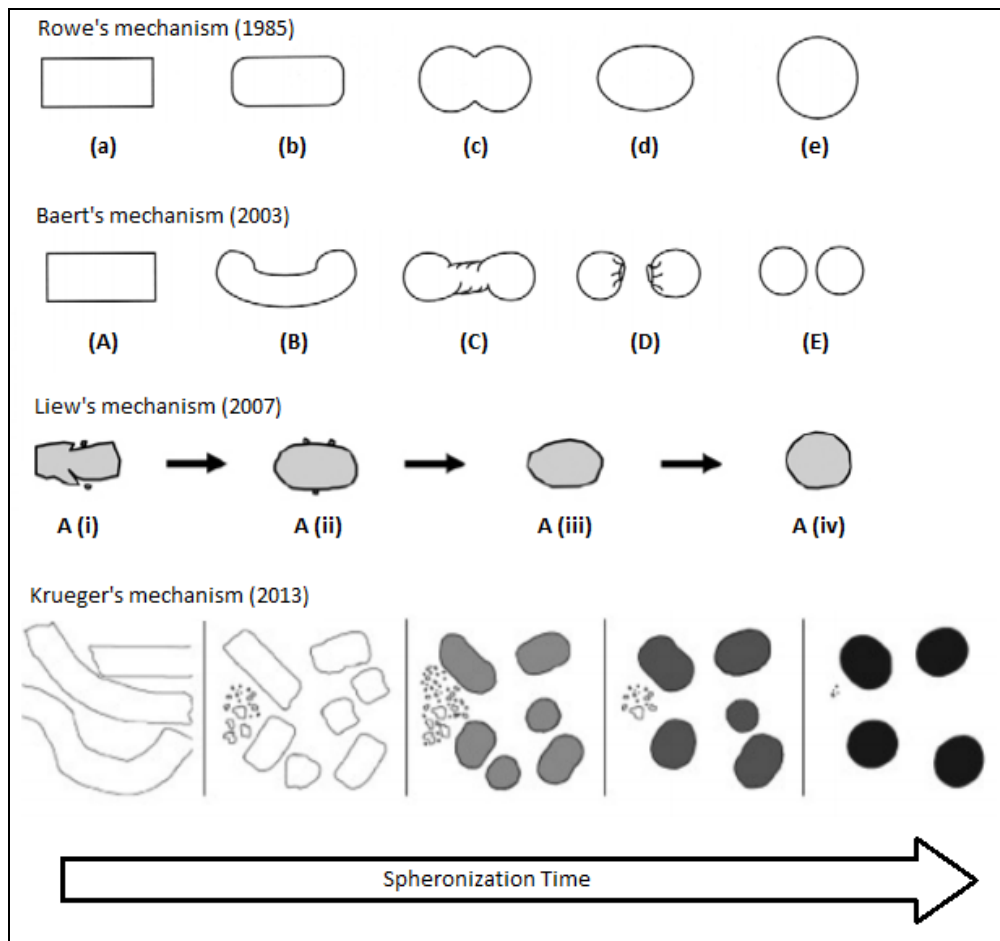 Rowe's mechanism (1985)
(a) (b) (c) (d) (e)
Baert's mechanism (2003)
(A) (B) (C) (D) (E)
Liew's mechanism (2007)
A (i) A (ii) A (iii) A (iv)
Krueger's mechanism (2013)
Spheronization Time